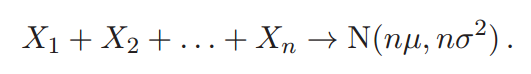 X₁ + X₂ + . . . + Xₙ → N(nμ, nσ²) .